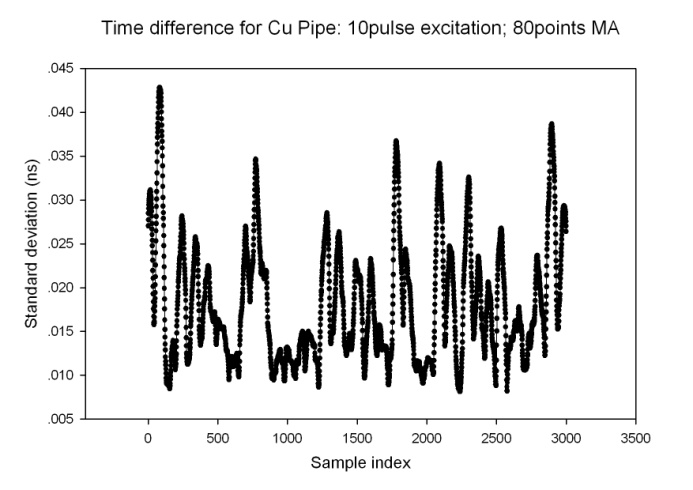 Time difference for Cu Pipe: 10pulse excitation; 80points MA
.045
.040
.035
.030
.025
.020
.015
.010
.005
Standard deviation (ns)
0 500 1000 1500 2000 2500 3000 3500
Sample index